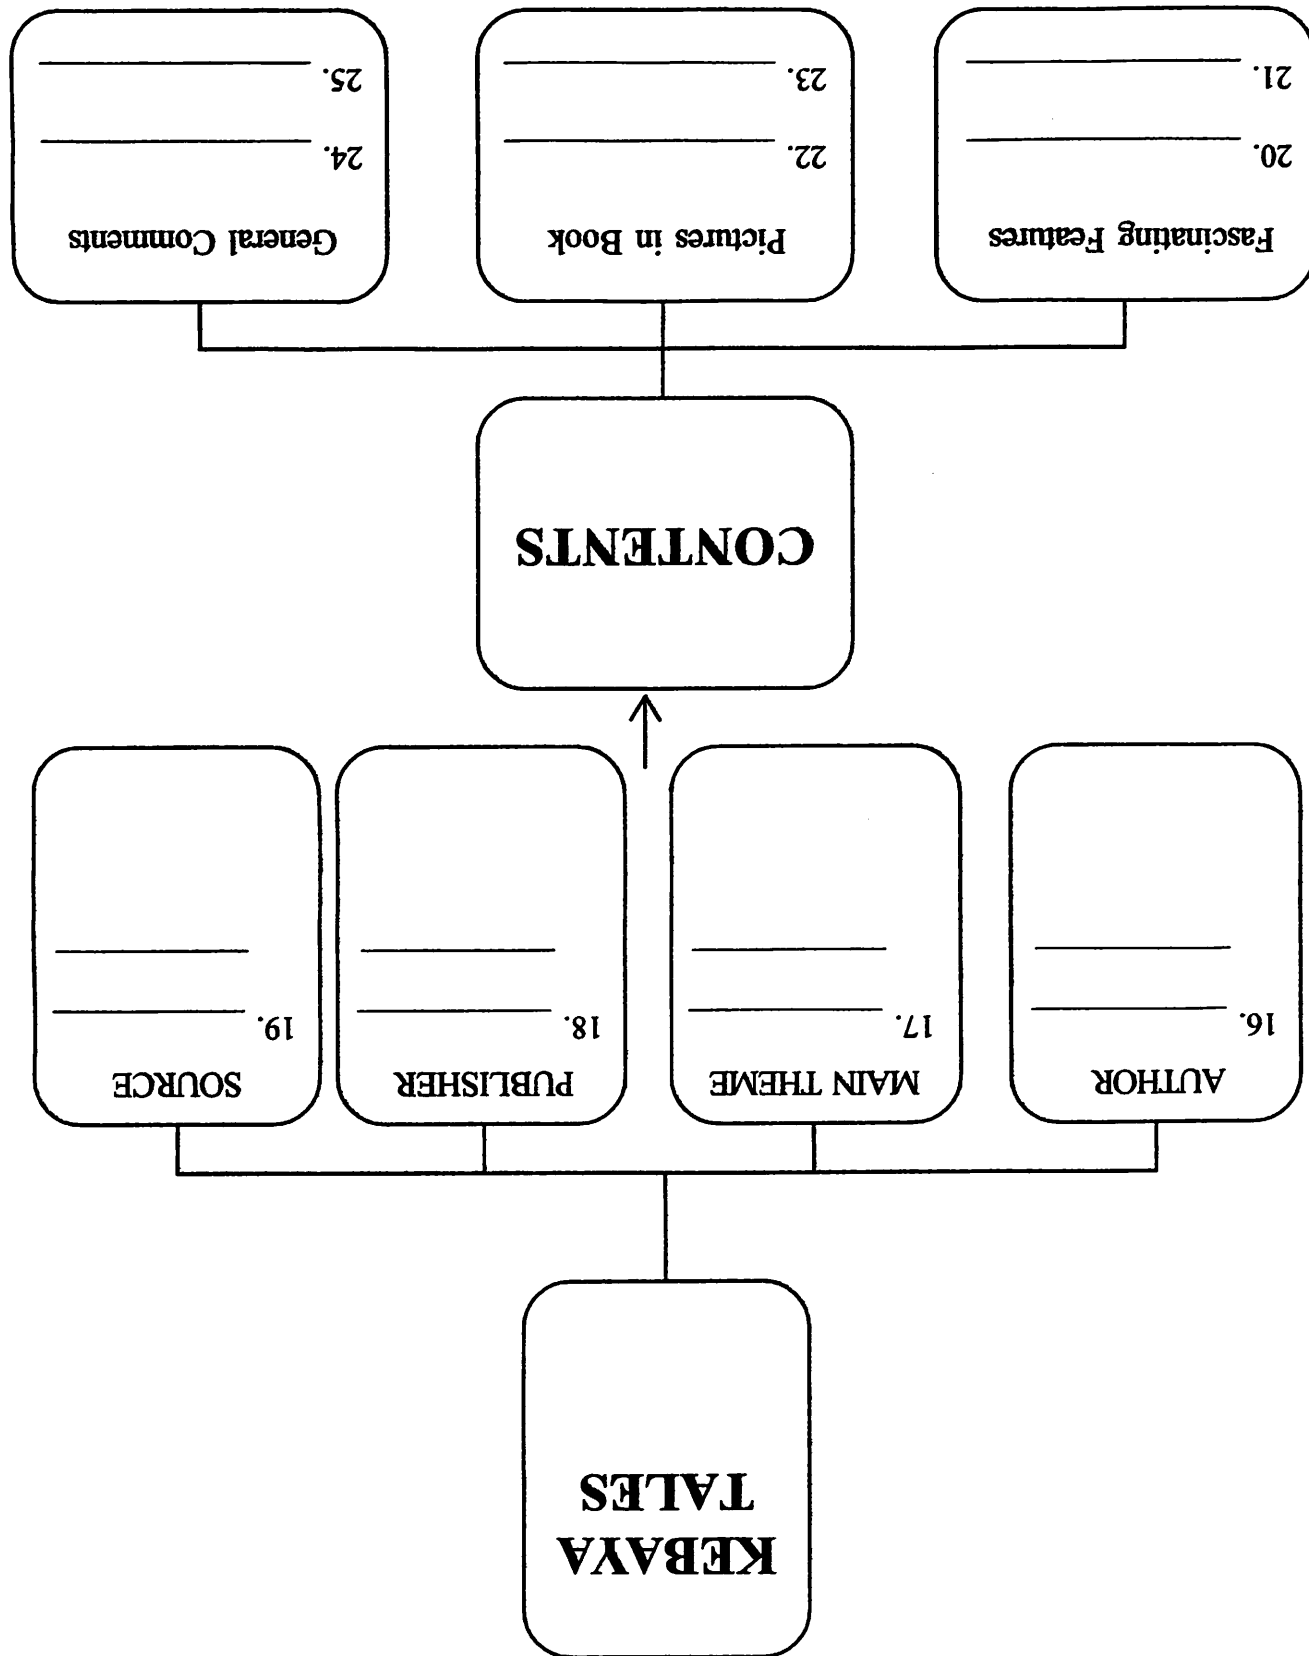 KEBAYA
TALES
AUTHOR
16.
MAIN THEME
17.
PUBLISHER
18.
SOURCE
19.
CONTENTS
Fascinating Features
20.
21.
Pictures in Book
22.
23.
General Comments
24.
25.